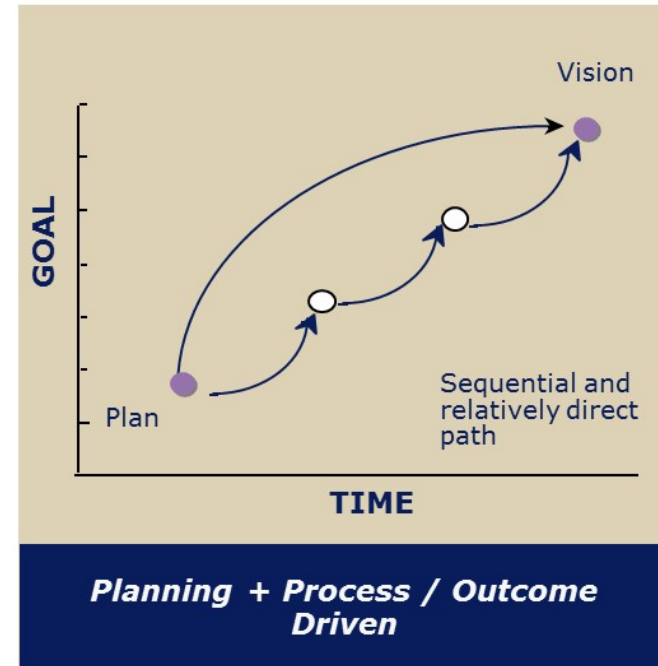 Vision
GOAL
Plan
Sequential and
relatively direct
path
TIME
Planning + Process / Outcome
Driven